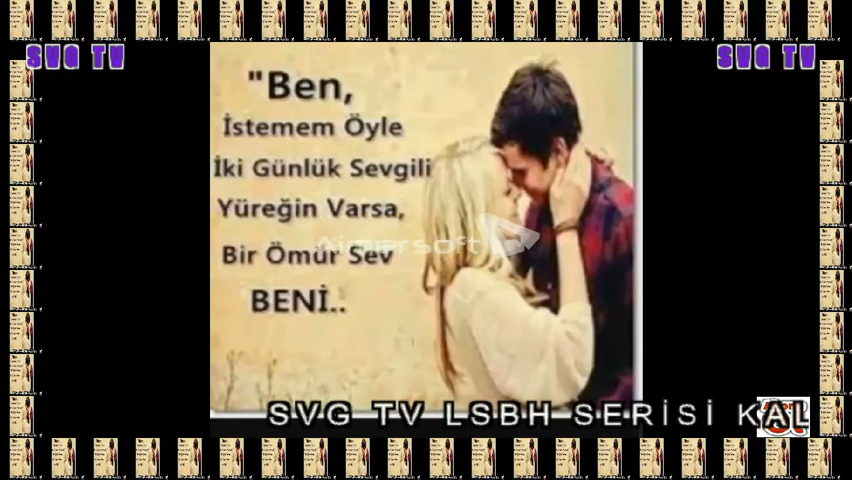 SVG TV
SVG TV
"Ben,
İstemem Öyle
İki Günlük Sevgili
Yüreğin Varsa,
Bir Ömür Sev
BENİ..
Aimersoft
SVG TV LSBH SERİSİ KAL